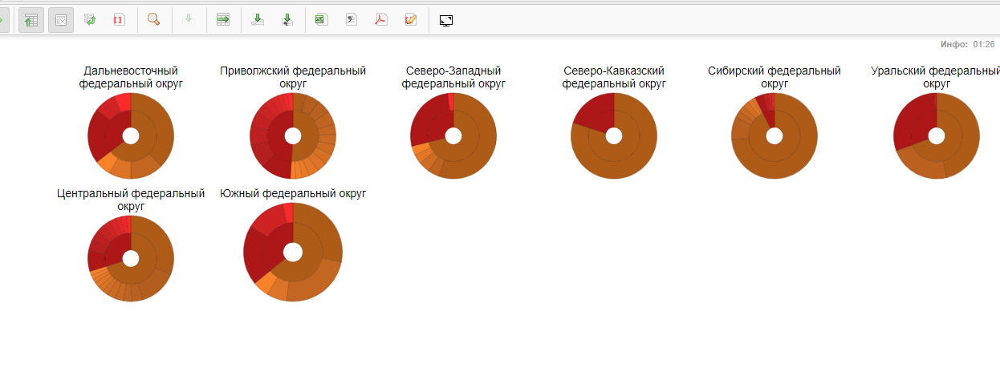 Инфо: 01:26
Дальневосточный
федеральный округ
Приволжский федеральный
округ
Северо-Западный
федеральный округ
Северо-Кавказский
федеральный округ
Сибирский федеральный
округ
Уральский федеральный
округ
Центральный федеральный
округ
Южный федеральный округ